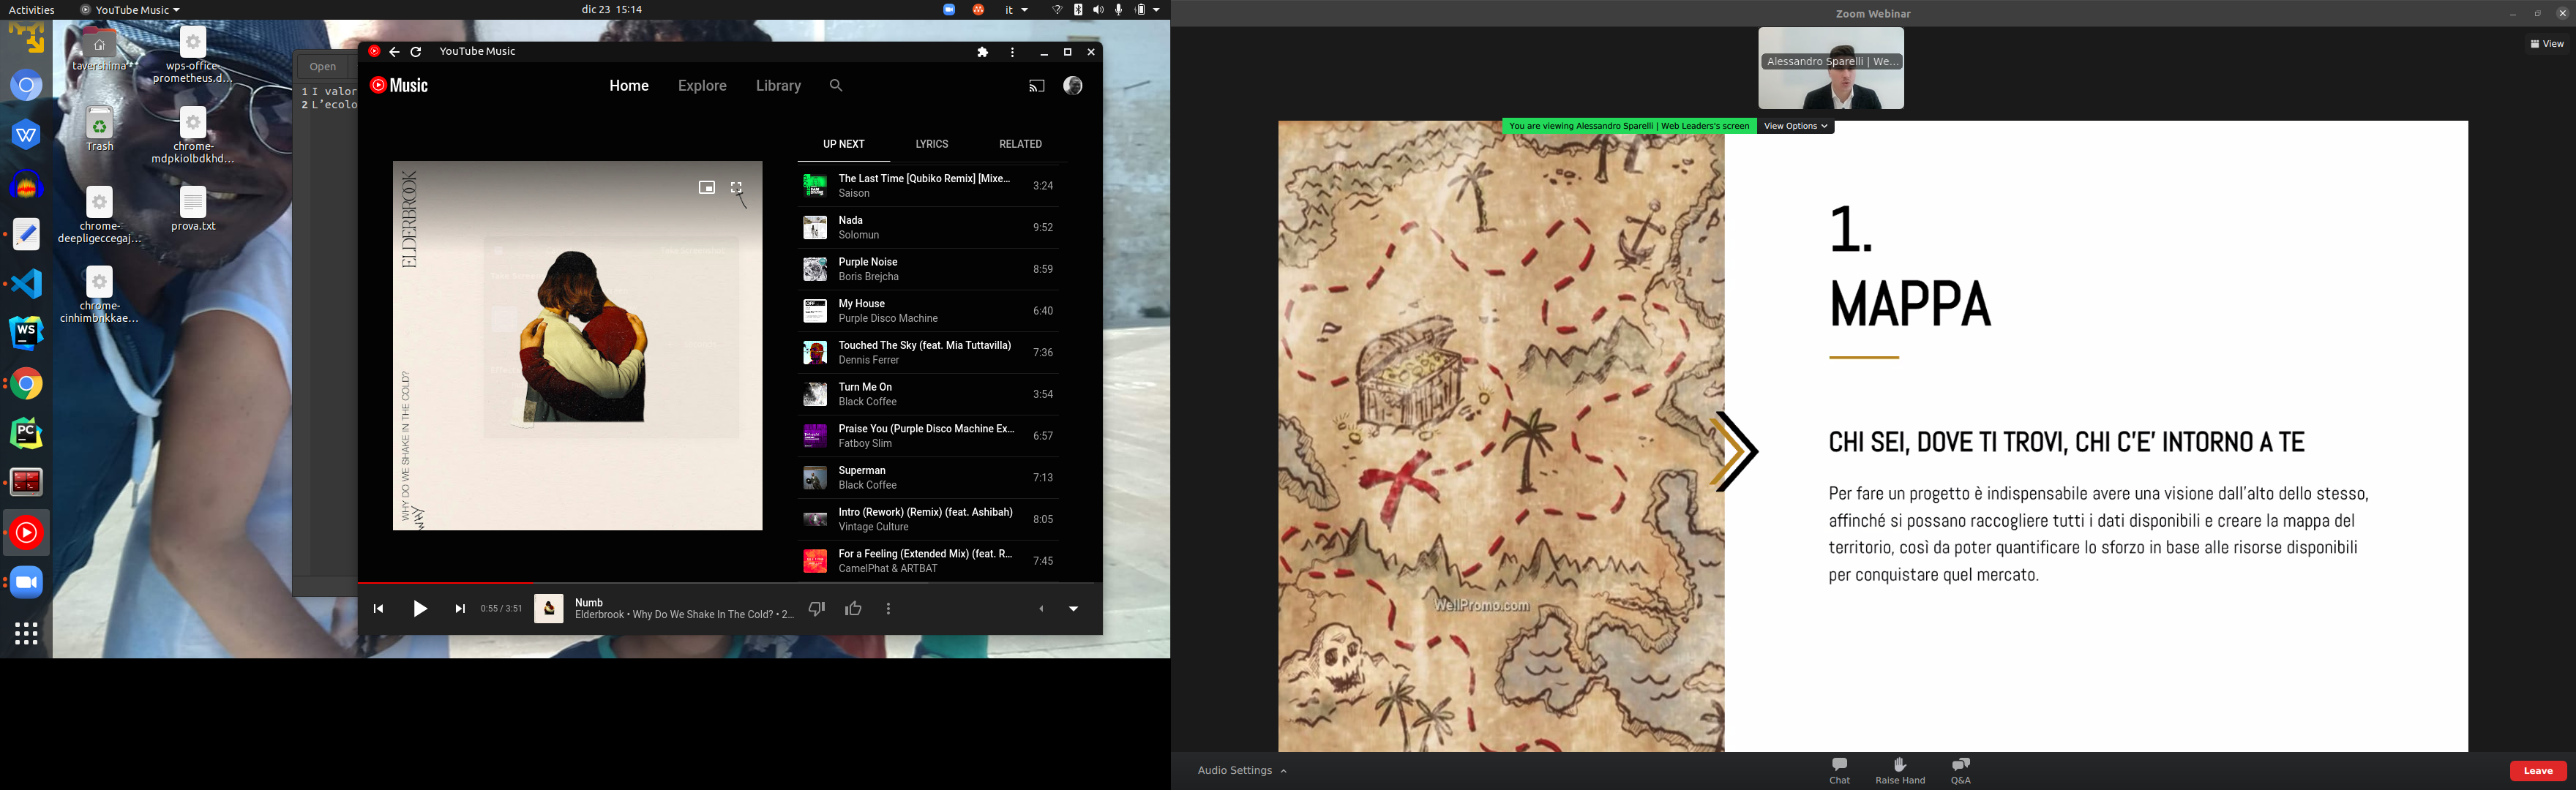 Activities
YouTube Music
dic 23 15:14
it
tavershima
wps-office-
prometheus.d...
Trash
chrome-
mdpkiolbdkhd...
chrome-
deepligeccegaj...
prova.txt
chrome-
cinhimbnkkae...
WS
PC
Open
1 I valor
2 L'ecolo
YouTube Music
Music
Home
Explore
Library
UP NEXT
LYRICS
RELATED
ELDERBROOK
WHY DO WE SHAKE IN THE COLD?
The Last Time [Qubiko Remix] [Mixe...
Saison
3:24
Nada
Solomun
9:52
Purple Noise
Boris Brejcha
8:59
My House
Purple Disco Machine
6:40
Touched The Sky (feat. Mia Tuttavilla)
Dennis Ferrer
7:36
Turn Me On
Black Coffee
3:54
Praise You (Purple Disco Machine Ex...
Fatboy Slim
6:57
Superman
Black Coffee
7:13
Intro (Rework) (Remix) (feat. Ashibah)
Vintage Culture
8:05
For a Feeling (Extended Mix) (feat. R...
CamelPhat & ARTBAT
7:45
0:55 / 3:51
Numb
Elderbrook • Why Do We Shake In The Cold? • 2...
Zoom Webinar
View
Alessandro Sparelli | We...
You are viewing Alessandro Sparelli | Web Leaders's screen
View Options
1.
MAPPA
CHI SEI, DOVE TI TROVI, CHI C'E' INTORNO A TE
Per fare un progetto è indispensabile avere una visione dall'alto dello stesso,
affinché si possano raccogliere tutti i dati disponibili e creare la mappa del
territorio, così da poter quantificare lo sforzo in base alle risorse disponibili
per conquistare quel mercato.
WellPromo.com
Audio Settings
Chat
Raise Hand
Q&A
Leave